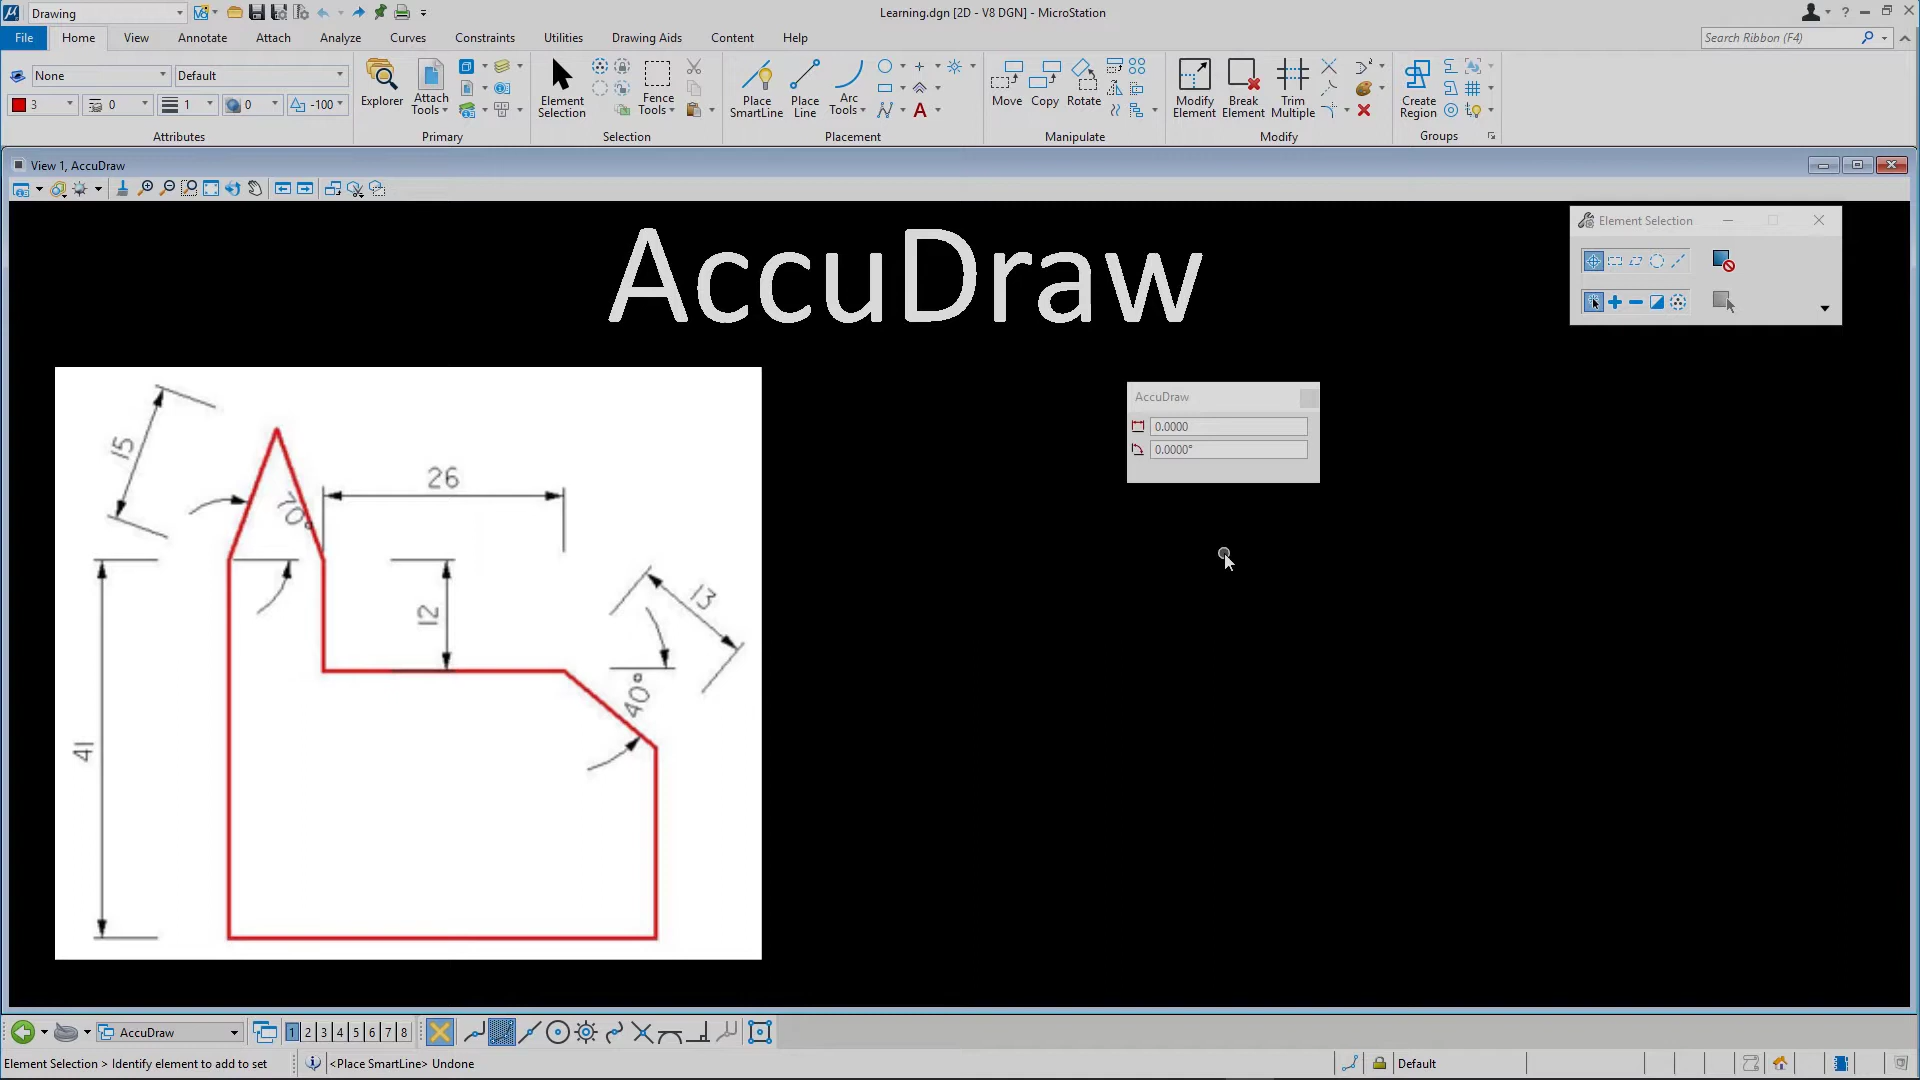 Drawing
Learning.dgn [2D - V8 DGN] - MicroStation
File Home View Annotate Attach Analyze Curves Constraints Utilities Drawing Aids Content Help
Search Ribbon (F4)
None Default
3 0 1 0 -100
Attributes
Explorer
Attach Tools
Primary
Element Selection
Fence Tools
Selection
Place SmartLine
Place Line
Arc Tools
Placement
Move Copy Rotate
Manipulate
Modify Element
Break Element
Trim Multiple
Modify
Create Region
Groups
View 1, AccuDraw
AccuDraw
Element Selection
AccuDraw
0.0000
0.0000°
15
70°
26
12
13
40°
41
AccuDraw
1 2 3 4 5 6 7 8
Element Selection > Identify element to add to set
<Place SmartLine> Undone
Default